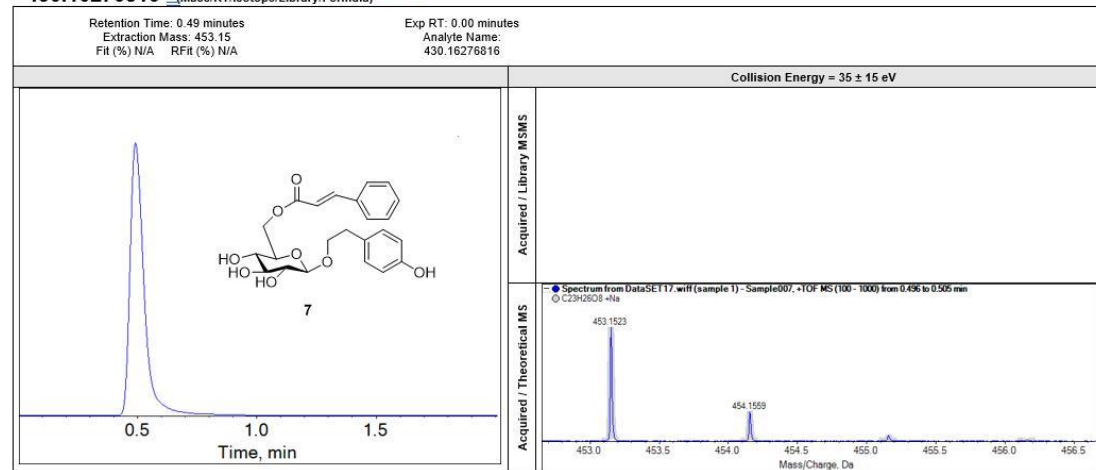 Retention Time: 0.49 minutes
Extraction Mass: 453.15
Fit (%) N/A RFit (%) N/A
Exp RT: 0.00 minutes
Analyte Name:
430.16276816
Collision Energy = 35 ± 15 eV
0.5 1.0 1.5
Time, min
O
O
O
HO
HO
HO
O
OH
7
Acquired / Library MSMS
Acquired / Theoretical MS
Spectrum from DataSET17.wiff (sample 1) - Sample007, +TOF MS (100 - 1000) from 0.496 to 0.505 min
C23H26O8 +Na
453.1523
454.1559
453.0 453.5 454.0 454.5 455.0 455.5 456.0 456.5
Mass/Charge, Da